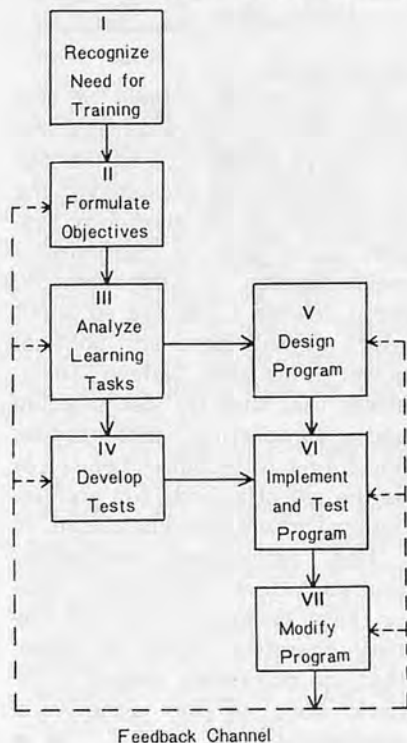 I
Recognize
Need for
Training
II
Formulate
Objectives
III
Analyze
Learning
Tasks
IV
Develop
Tests
V
Design
Program
VI
Implement
and Test
Program
VII
Modify
Program
Feedback Channel